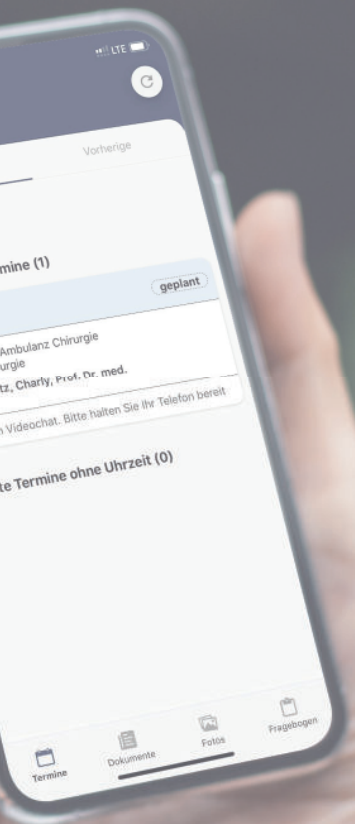 LTE
Vorherige
mine (1)
geplant
Ambulanz Chirurgie
urgie
tz, Charly, Prof. Dr. med.
n Videochat. Bitte halten Sie Ihr Telefon bereit
te Termine ohne Uhrzeit (0)
Termine
Dokumente
Fotos
Fragebogen